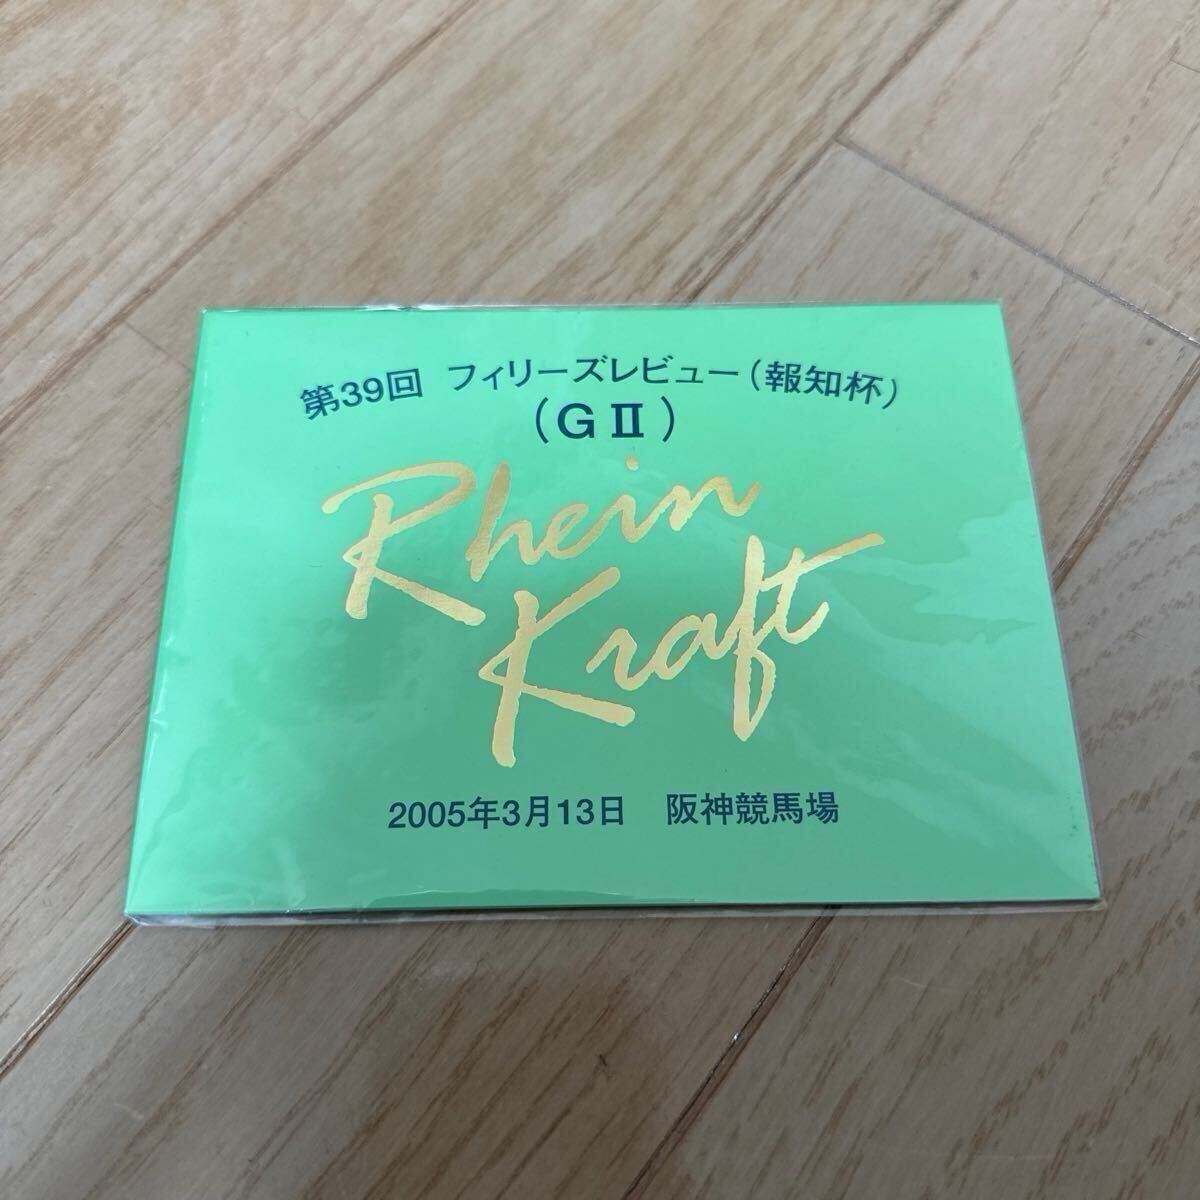 第39回 フィリーズレビュー(報知杯)
(GⅡ)
Rhein
Kraft
2005年3月13日 阪神競馬場